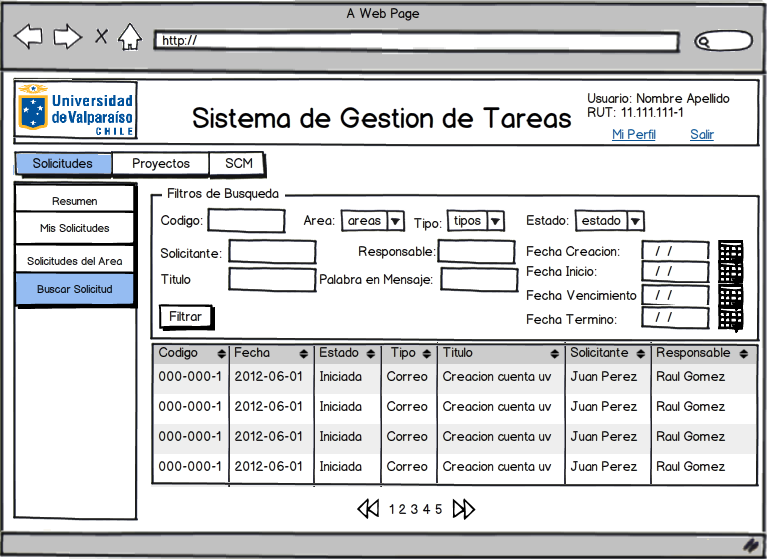 A Web Page
http://
Universidad
de Valparaíso
CHILE
Sistema de Gestion de Tareas
Usuario: Nombre Apellido
RUT: 11.111.111-1
Mi Perfil Salir
Solicitudes Proyectos SCM
Resumen
Mis Solicitudes
Solicitudes del Area
Buscar Solicitud
Filtros de Busqueda
Codigo: Area: areas Tipo: tipos Estado: estado
Solicitante: Responsable: Fecha Creacion: / /
Fecha Inicio: / /
Titulo Palabra en Mensaje:
Fecha Vencimiento / /
Filtrar Fecha Termino: / /
Codigo Fecha Estado Tipo Titulo Solicitante Responsable
000-000-1 2012-06-01 Iniciada Correo Creacion cuenta uv Juan Perez Raul Gomez
000-000-1 2012-06-01 Iniciada Correo Creacion cuenta uv Juan Perez Raul Gomez
000-000-1 2012-06-01 Iniciada Correo Creacion cuenta uv Juan Perez Raul Gomez
000-000-1 2012-06-01 Iniciada Correo Creacion cuenta uv Juan Perez Raul Gomez
1 2 3 4 5